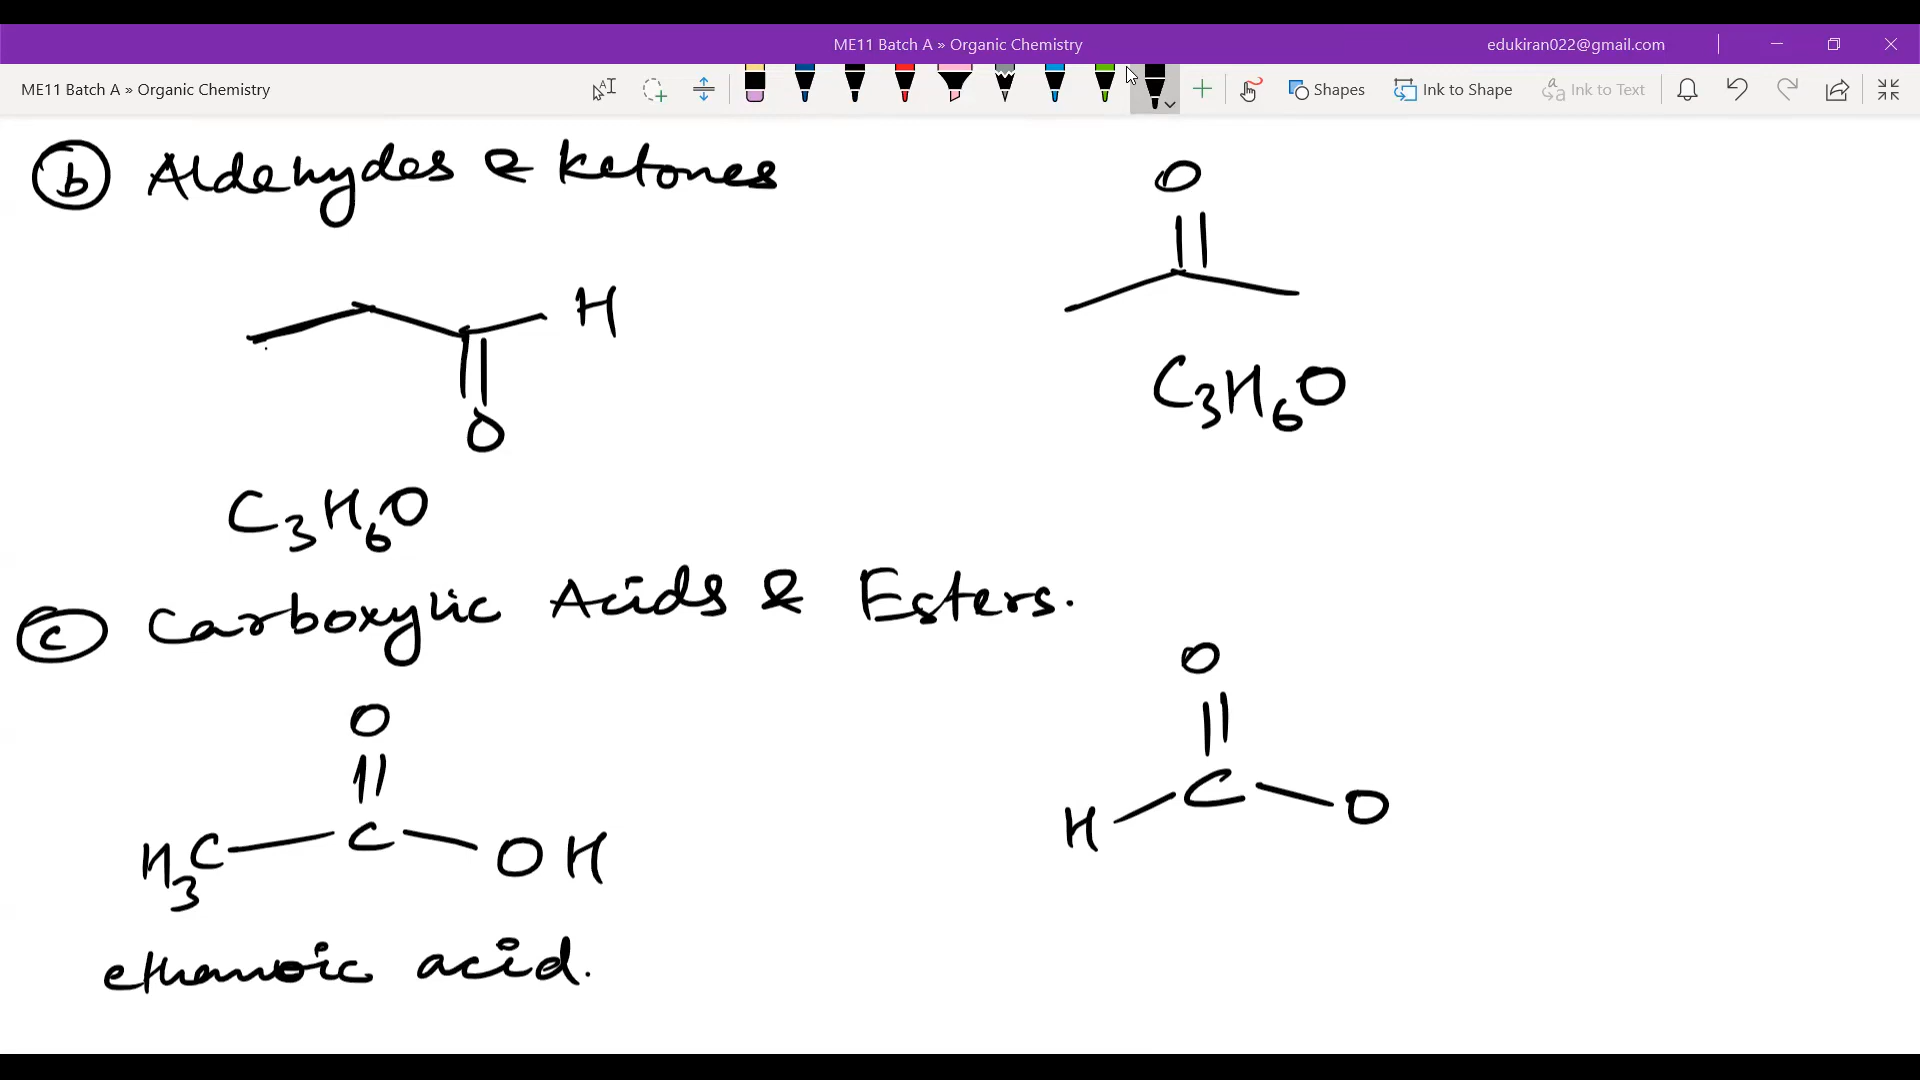 ME11 Batch A » Organic Chemistry
edukiran022@gmail.com
ME11 Batch A » Organic Chemistry
Shapes
Ink to Shape
Ink to Text
b Aldehydes & Ketones
O
H
O
C3H6O
C3H6O
c Carboxylic Acids & Esters.
O
H3C C OH
ethanoic acid.
O
H C O